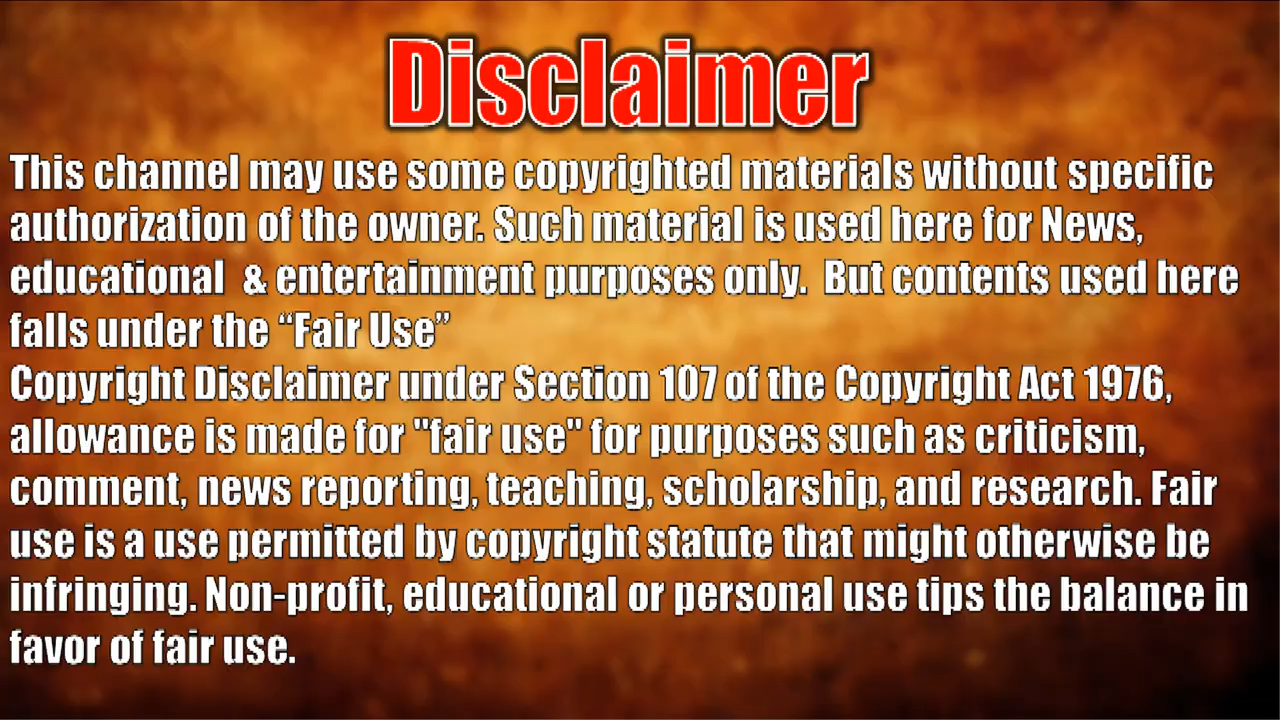 Disclaimer
This channel may use some copyrighted materials without specific
authorization of the owner. Such material is used here for News,
educational  & entertainment purposes only.  But contents used here
falls under the “Fair Use”
Copyright Disclaimer under Section 107 of the Copyright Act 1976,
allowance is made for "fair use" for purposes such as criticism,
comment, news reporting, teaching, scholarship, and research. Fair
use is a use permitted by copyright statute that might otherwise be
infringing. Non-profit, educational or personal use tips the balance in
favor of fair use.